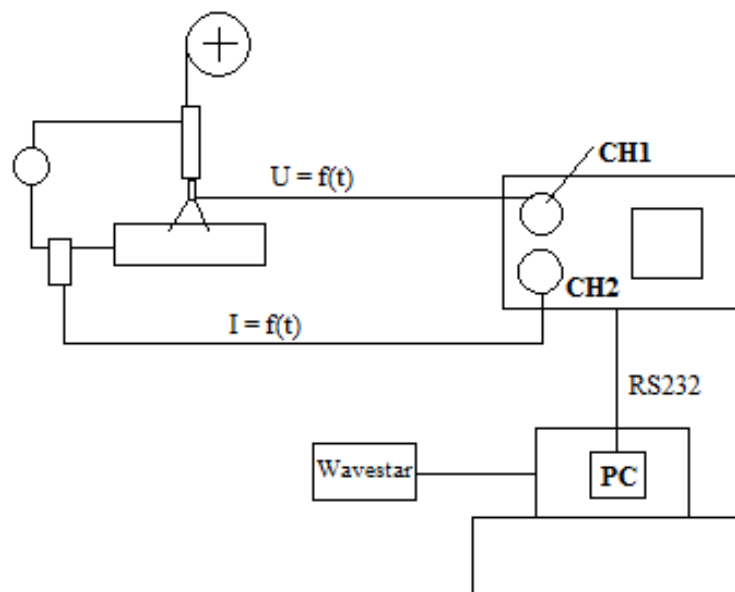 CH1
U = f(t)
CH2
I = f(t)
RS232
Wavestar
PC